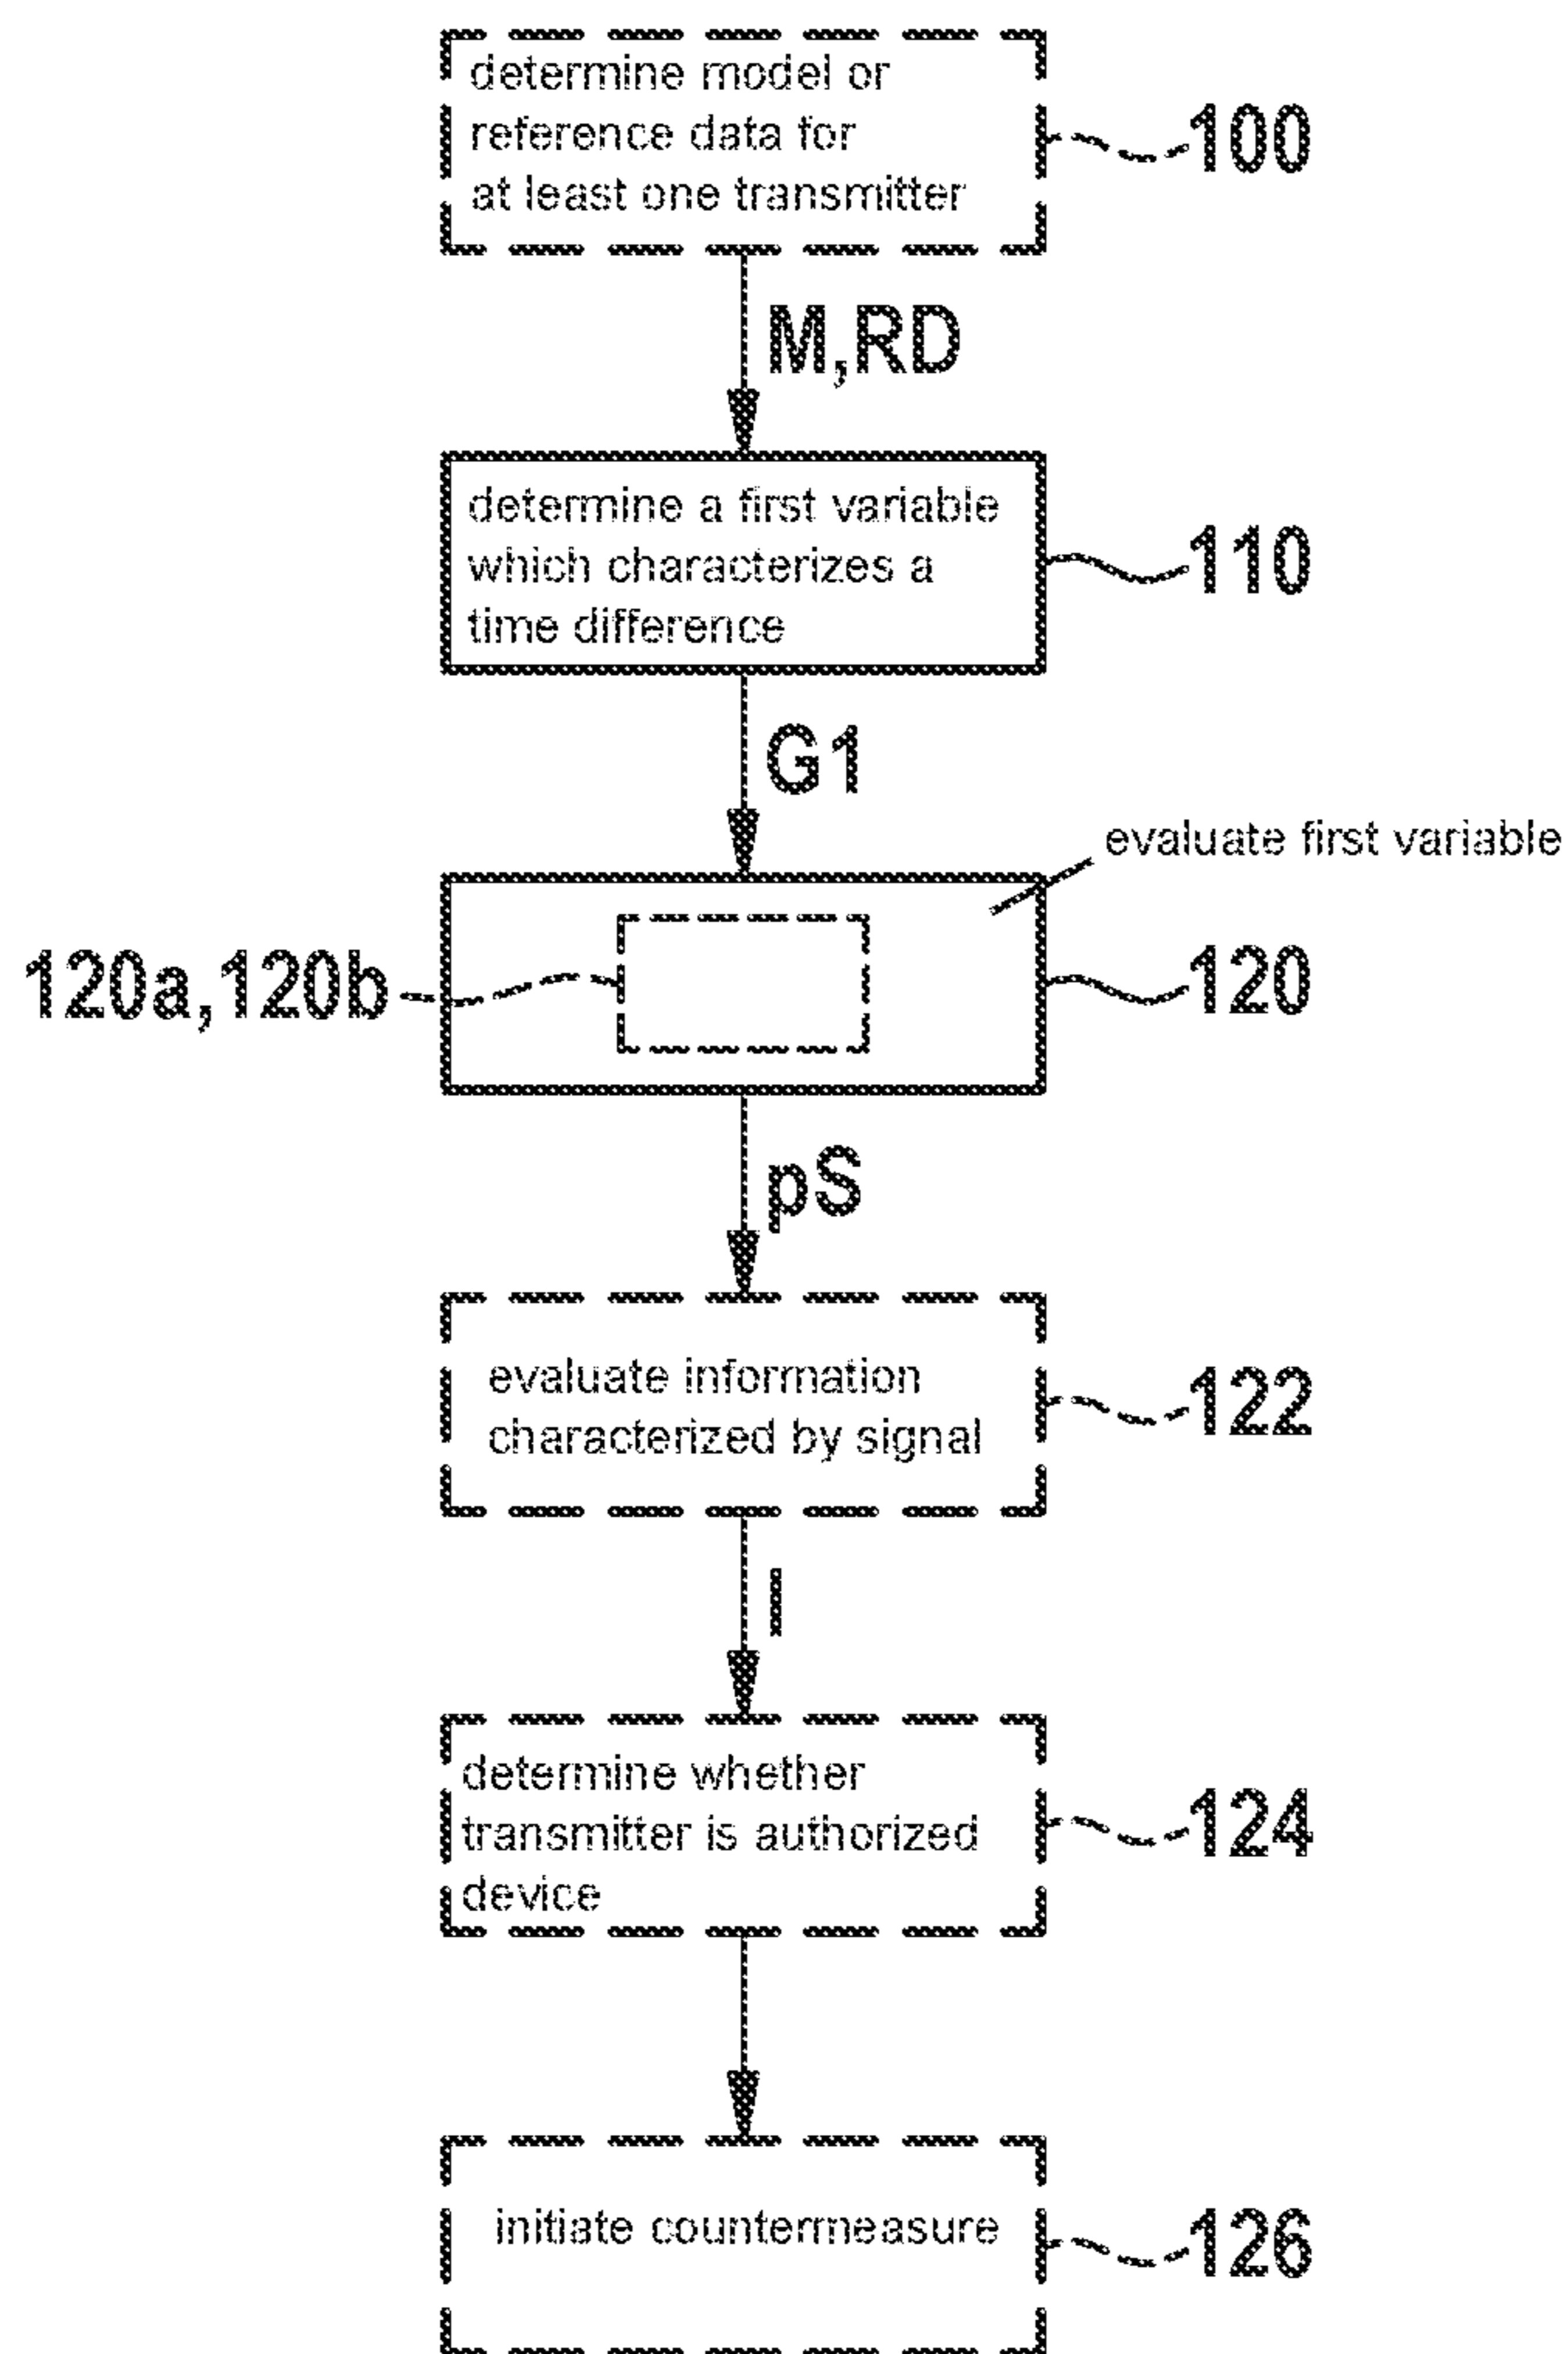 determine model or
reference data for
at least one transmitter
100
M,RD
determine a first variable
which characterizes a
time difference
110
G1
evaluate first variable
120a,120b
120
pS
evaluate information
characterized by signal
122
I
determine whether
transmitter is authorized
device
124
initiate countermeasure
126